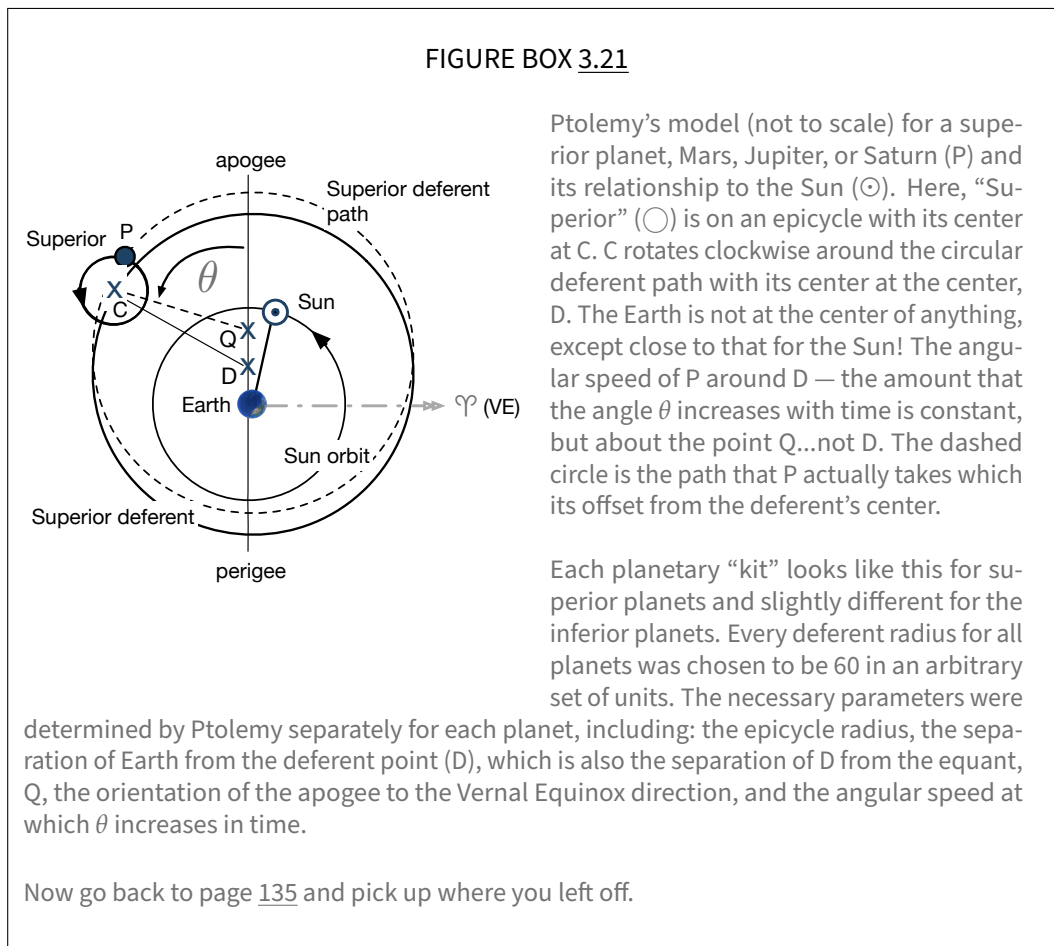 FIGURE BOX 3.21
apogee
Superior deferent
path
Superior
P
θ
C
Sun
Q
D
Earth
♈ (VE)
Sun orbit
Superior deferent
perigee
Ptolemy’s model (not to scale) for a supe-
rior planet, Mars, Jupiter, or Saturn (P) and
its relationship to the Sun (⊙). Here, “Su-
perior” (◯) is on an epicycle with its center
at C. C rotates clockwise around the circular
deferent path with its center at the center,
D. The Earth is not at the center of anything,
except close to that for the Sun! The angu-
lar speed of P around D — the amount that
the angle θ increases with time is constant,
but about the point Q...not D. The dashed
circle is the path that P actually takes which
its offset from the deferent’s center.
Each planetary “kit” looks like this for su-
perior planets and slightly different for the
inferior planets. Every deferent radius for all
planets was chosen to be 60 in an arbitrary
set of units. The necessary parameters were
determined by Ptolemy separately for each planet, including: the epicycle radius, the sepa-
ration of Earth from the deferent point (D), which is also the separation of D from the equant,
Q, the orientation of the apogee to the Vernal Equinox direction, and the angular speed at
which θ increases in time.
Now go back to page 135 and pick up where you left off.